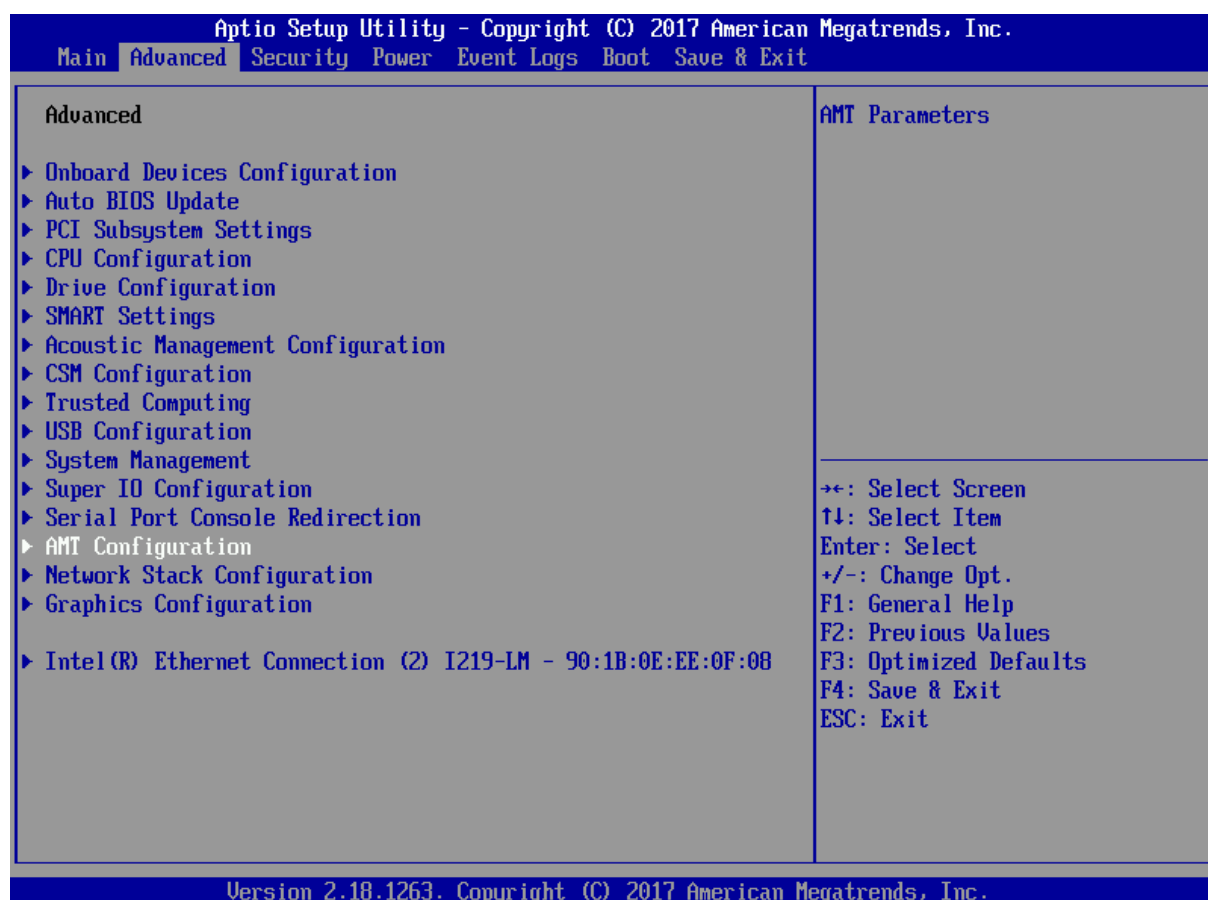 Aptio Setup Utility - Copyright (C) 2017 American Megatrends, Inc.
Main Advanced Security Power Event Logs Boot Save & Exit
Advanced
▶ Onboard Devices Configuration
▶ Auto BIOS Update
▶ PCI Subsystem Settings
▶ CPU Configuration
▶ Drive Configuration
▶ SMART Settings
▶ Acoustic Management Configuration
▶ CSM Configuration
▶ Trusted Computing
▶ USB Configuration
▶ System Management
▶ Super IO Configuration
▶ Serial Port Console Redirection
▶ AMT Configuration
▶ Network Stack Configuration
▶ Graphics Configuration
▶ Intel(R) Ethernet Connection (2) I219-LM - 90:1B:0E:EE:0F:08
AMT Parameters
→←: Select Screen
↑↓: Select Item
Enter: Select
+/-: Change Opt.
F1: General Help
F2: Previous Values
F3: Optimized Defaults
F4: Save & Exit
ESC: Exit
Version 2.18.1263. Copyright (C) 2017 American Megatrends, Inc.